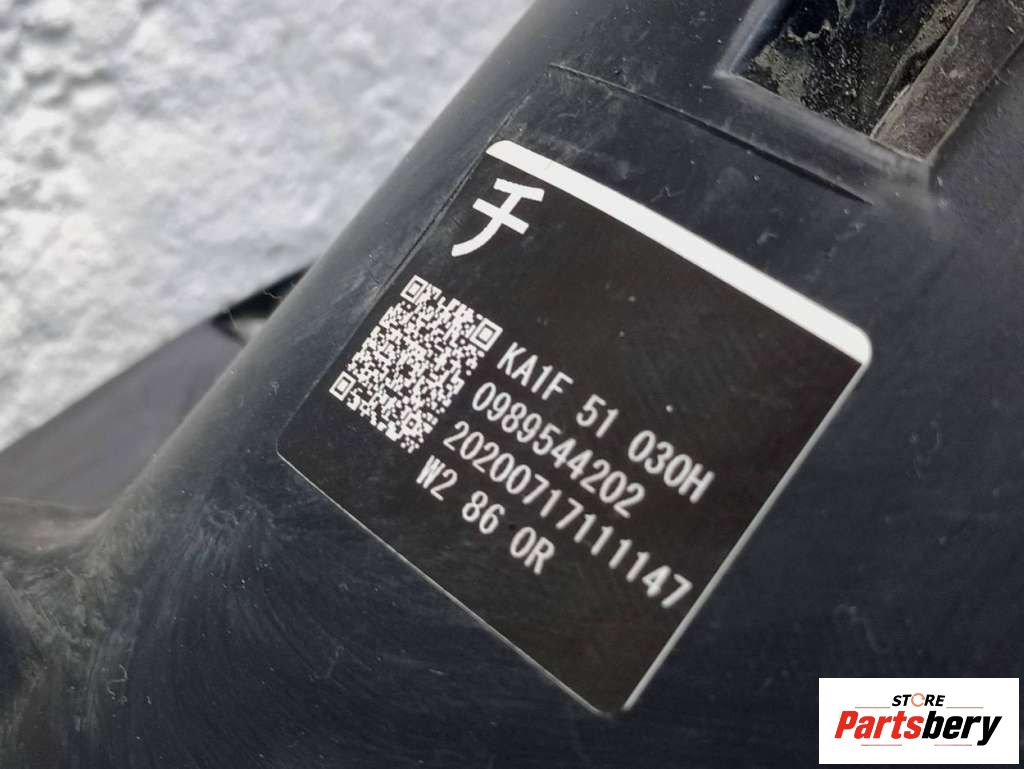 チ
KA1F 51 030H
0989544202
20200717111147
W2 86 0R
STORE
Partsbery